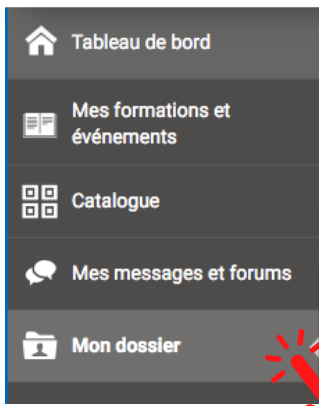 Tableau de bord
Mes formations et
événements
Catalogue
Mes messages et forums
Mon dossier